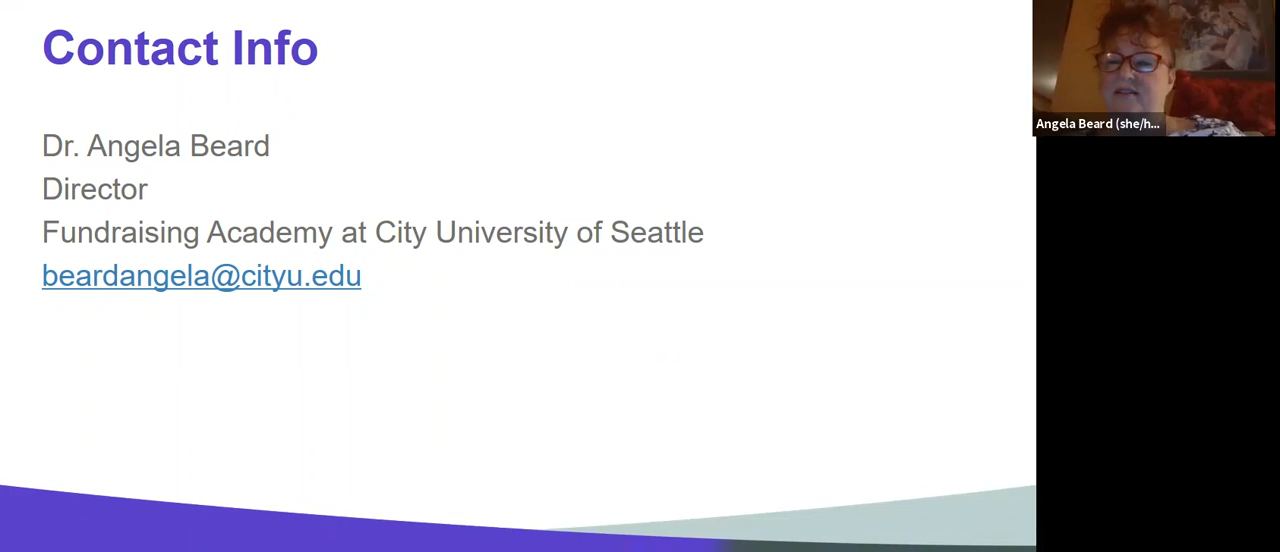 Contact Info
Dr. Angela Beard
Director
Fundraising Academy at City University of Seattle
beardangela@cityu.edu
Angela Beard (she/h...